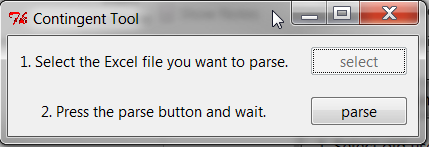 Contingent Tool
1. Select the Excel file you want to parse. select
2. Press the parse button and wait. parse